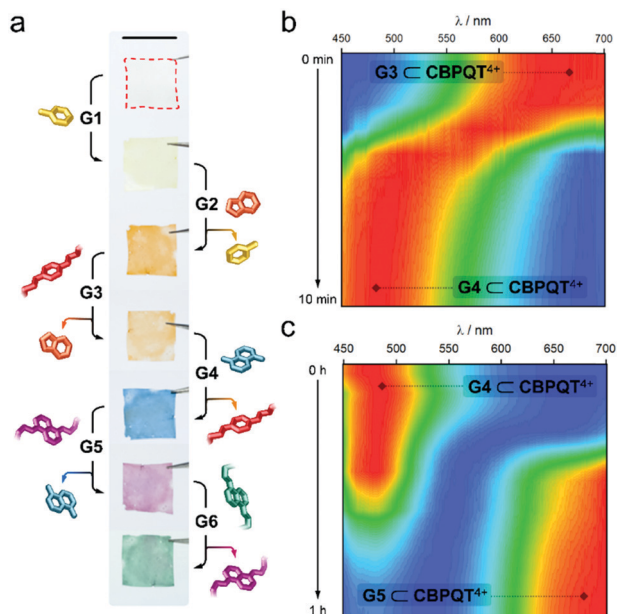 a
G1
G2
G3
G4
G5
G6
b
λ / nm
450 500 550 600 650 700
0 min
G3 ⊂ CBPQT4+
G4 ⊂ CBPQT4+
10 min
c
λ / nm
450 500 550 600 650 700
0 h
G4 ⊂ CBPQT4+
G5 ⊂ CBPQT4+
1 h